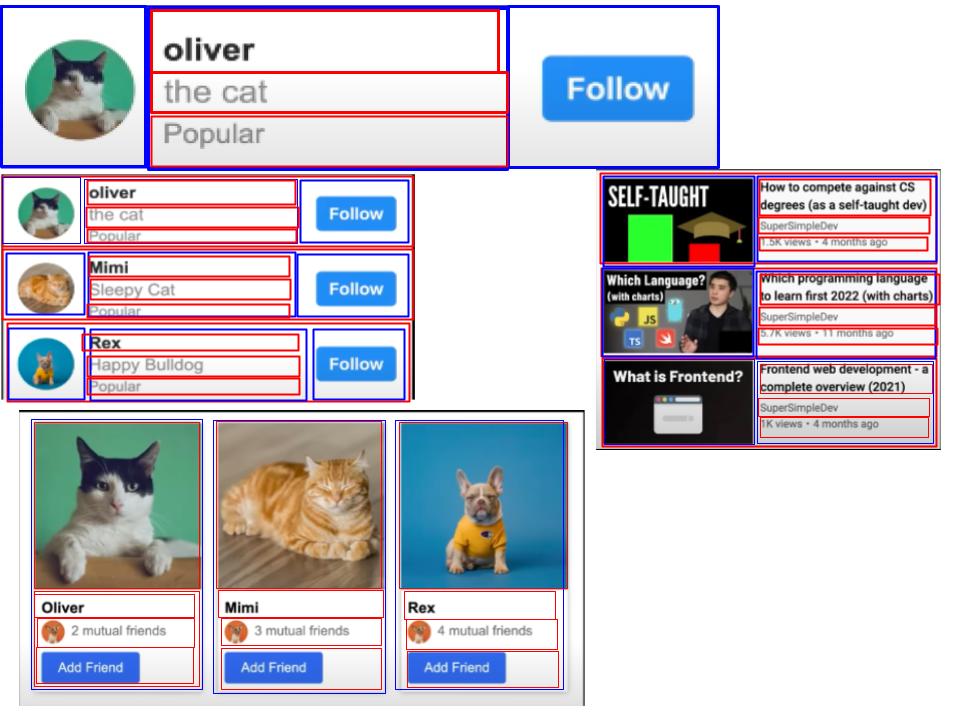 oliver
the cat
Popular
Follow
oliver
the cat
Popular
Follow
Mimi
Sleepy Cat
Popular
Follow
Rex
Happy Bulldog
Popular
Follow
SELF-TAUGHT
How to compete against CS
degrees (as a self-taught dev)
SuperSimpleDev
1.5K views • 4 months ago
Which Language?
(with charts)
JS
TS
Which programming language
to learn first 2022 (with charts)
SuperSimpleDev
5.7K views • 11 months ago
What is Frontend?
Frontend web development - a
complete overview (2021)
SuperSimpleDev
1K views • 4 months ago
Oliver
2 mutual friends
Add Friend
Mimi
3 mutual friends
Add Friend
Rex
4 mutual friends
Add Friend